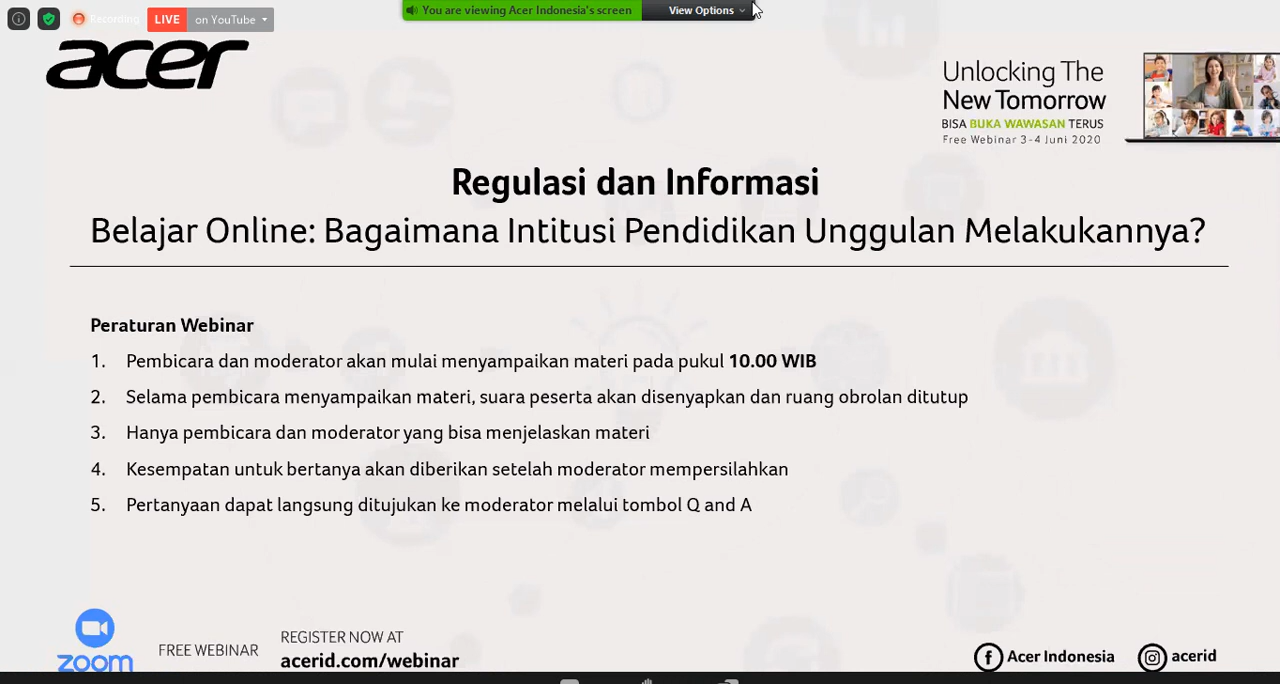 Recording
LIVE on YouTube
You are viewing Acer Indonesia's screen
View Options
acer
Unlocking The
New Tomorrow
BISA BUKA WAWASAN TERUS
Free Webinar 3-4 Juni 2020
Regulasi dan Informasi
Belajar Online: Bagaimana Intitusi Pendidikan Unggulan Melakukannya?
Peraturan Webinar
1. Pembicara dan moderator akan mulai menyampaikan materi pada pukul 10.00 WIB
2. Selama pembicara menyampaikan materi, suara peserta akan disenyapkan dan ruang obrolan ditutup
3. Hanya pembicara dan moderator yang bisa menjelaskan materi
4. Kesempatan untuk bertanya akan diberikan setelah moderator mempersilahkan
5. Pertanyaan dapat langsung ditujukan ke moderator melalui tombol Q and A
zoom
FREE WEBINAR
REGISTER NOW AT
acerid.com/webinar
Acer Indonesia
acerid